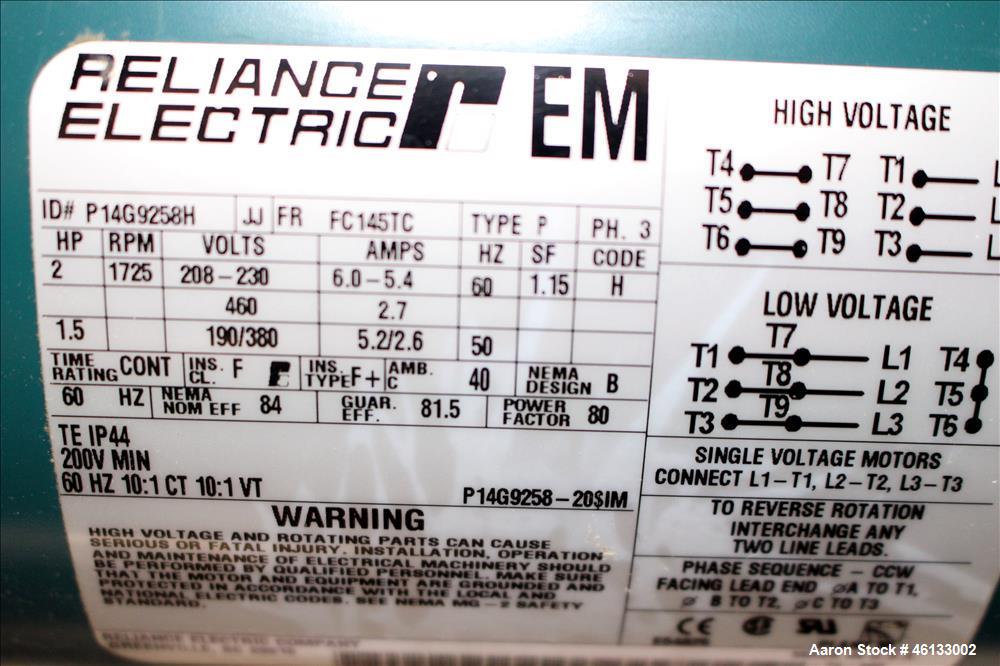 RELIANCE
ELECTRIC EM
ID# P14G9258H JJ FR FC145TC TYPE P PH. 3
HP RPM VOLTS AMPS HZ SF CODE
2 1725 208-230 6.0-5.4 60 1.15 H
460 2.7
1.5 190/380 5.2/2.6 50
TIME RATING CONT INS. CL. F INS. TYPE F+ AMB. C 40 NEMA DESIGN B
60 HZ NEMA NOM EFF 84 GUAR. EFF. 81.5 POWER FACTOR 80
TE IP44
200V MIN
60 HZ 10:1 CT 10:1 VT
P14G9258-20$IM
WARNING
HIGH VOLTAGE AND ROTATING PARTS CAN CAUSE
SERIOUS OR FATAL INJURY. INSTALLATION, OPERATION
AND MAINTENANCE OF ELECTRICAL MACHINERY SHOULD
BE PERFORMED BY QUALIFIED PERSONNEL. MAKE SURE
THAT THE MOTOR AND EQUIPMENT ARE GROUNDED AND
PROTECTED IN ACCORDANCE WITH THE LOCAL AND
NATIONAL ELECTRIC CODES. SEE NEMA MG-2 SAFETY
STANDARD.
RELIANCE ELECTRIC COMPANY
HIGH VOLTAGE
T4 T7 T1 L
T5 T8 T2 L
T6 T9 T3 L
LOW VOLTAGE
T7
T1 L1 T4
T8
T2 L2 T5
T9
T3 L3 T6
SINGLE VOLTAGE MOTORS
CONNECT L1-T1, L2-T2, L3-T3
TO REVERSE ROTATION
INTERCHANGE ANY
TWO LINE LEADS.
PHASE SEQUENCE - CCW
FACING LEAD END ØA TO T1,
Ø B TO T2, ØC TO T3
CE
Aaron Stock # 46133002